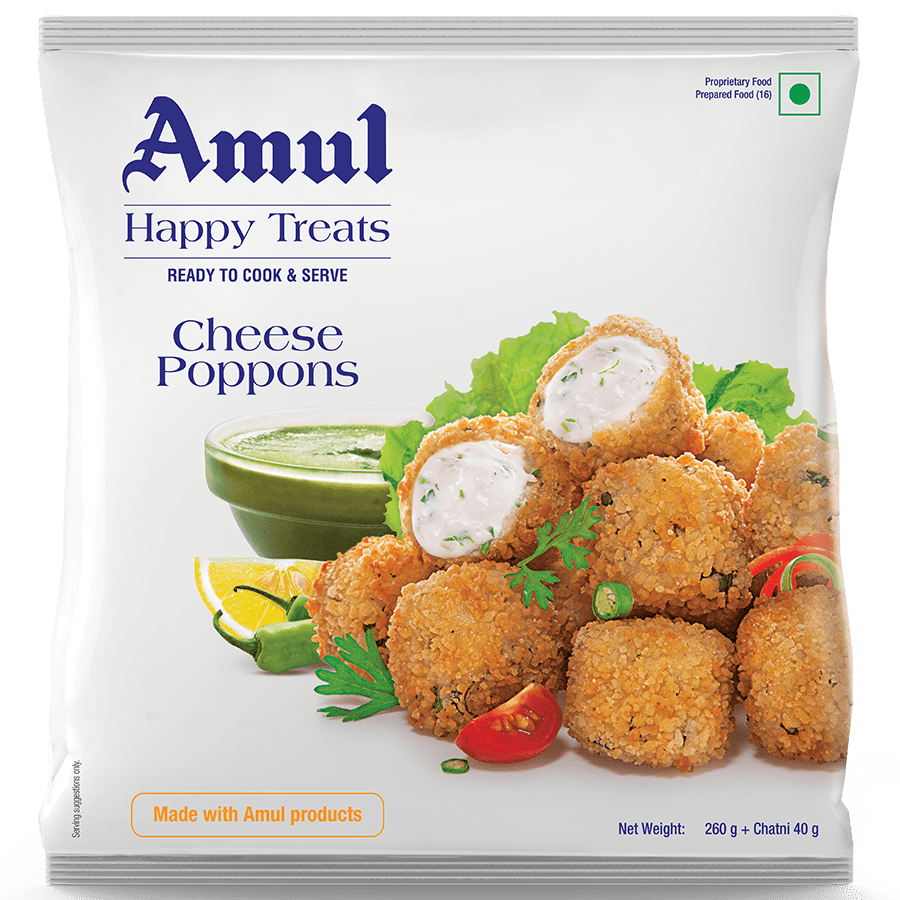 Proprietary Food
Prepared Food (16)
Amul
Happy Treats
READY TO COOK & SERVE
Cheese
Poppons
Serving suggestions only.
Made with Amul products
Net Weight: 260 g + Chatni 40 g